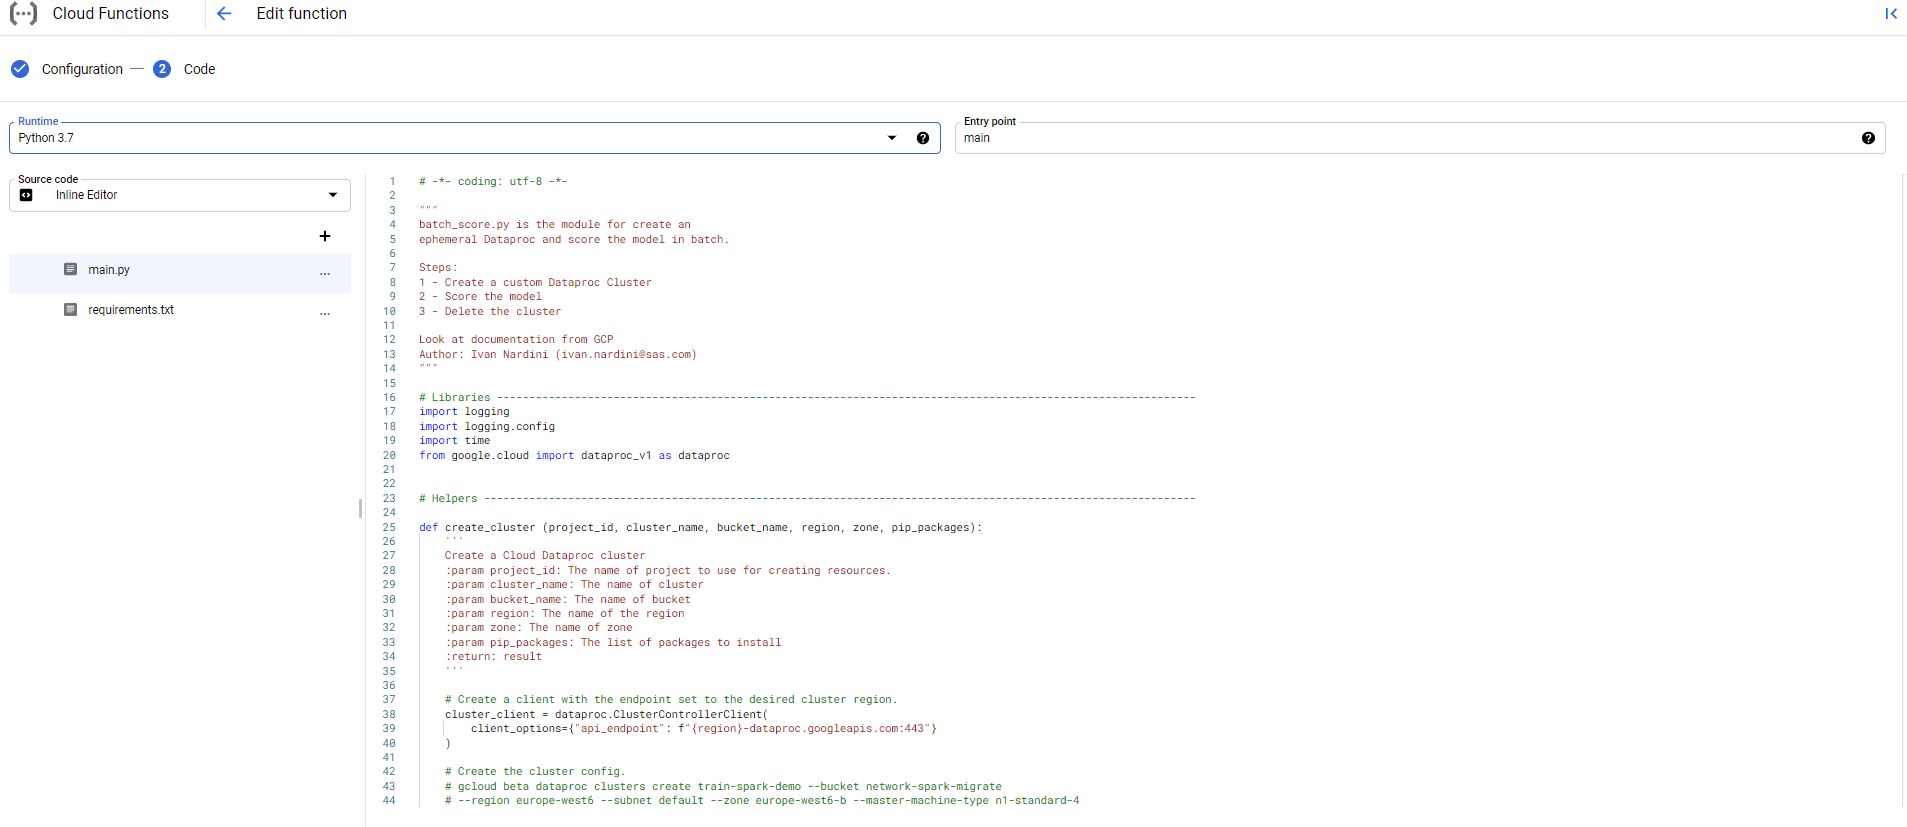 Cloud Functions
Edit function
Configuration
2
Code
Runtime
Python 3.7
Entry point
main
Source code
Inline Editor
+
main.py
...
requirements.txt
...
1 # -*- coding: utf-8 -*-
2
3 """
4 batch_score.py is the module for create an
5 ephemeral Dataproc and score the model in batch.
6
7 Steps:
8 1 - Create a custom Dataproc Cluster
9 2 - Score the model
10 3 - Delete the cluster
11
12 Look at documentation from GCP
13 Author: Ivan Nardini (ivan.nardini@sas.com)
14 """
15
16 # Libraries ------------------------------------------------------------------------------------------------------------
17 import logging
18 import logging.config
19 import time
20 from google.cloud import dataproc_v1 as dataproc
21
22
23 # Helpers --------------------------------------------------------------------------------------------------------------
24
25 def create_cluster (project_id, cluster_name, bucket_name, region, zone, pip_packages):
26     '''
27     Create a Cloud Dataproc cluster
28     :param project_id: The name of project to use for creating resources.
29     :param cluster_name: The name of cluster
30     :param bucket_name: The name of bucket
31     :param region: The name of the region
32     :param zone: The name of zone
33     :param pip_packages: The list of packages to install
34     :return: result
35     '''
36
37     # Create a client with the endpoint set to the desired cluster region.
38     cluster_client = dataproc.ClusterControllerClient(
39         client_options={"api_endpoint": f"{region}-dataproc.googleapis.com:443"}
40     )
41
42     # Create the cluster config.
43     # gcloud beta dataproc clusters create train-spark-demo --bucket network-spark-migrate
44     # --region europe-west6 --subnet default --zone europe-west6-b --master-machine-type n1-standard-4